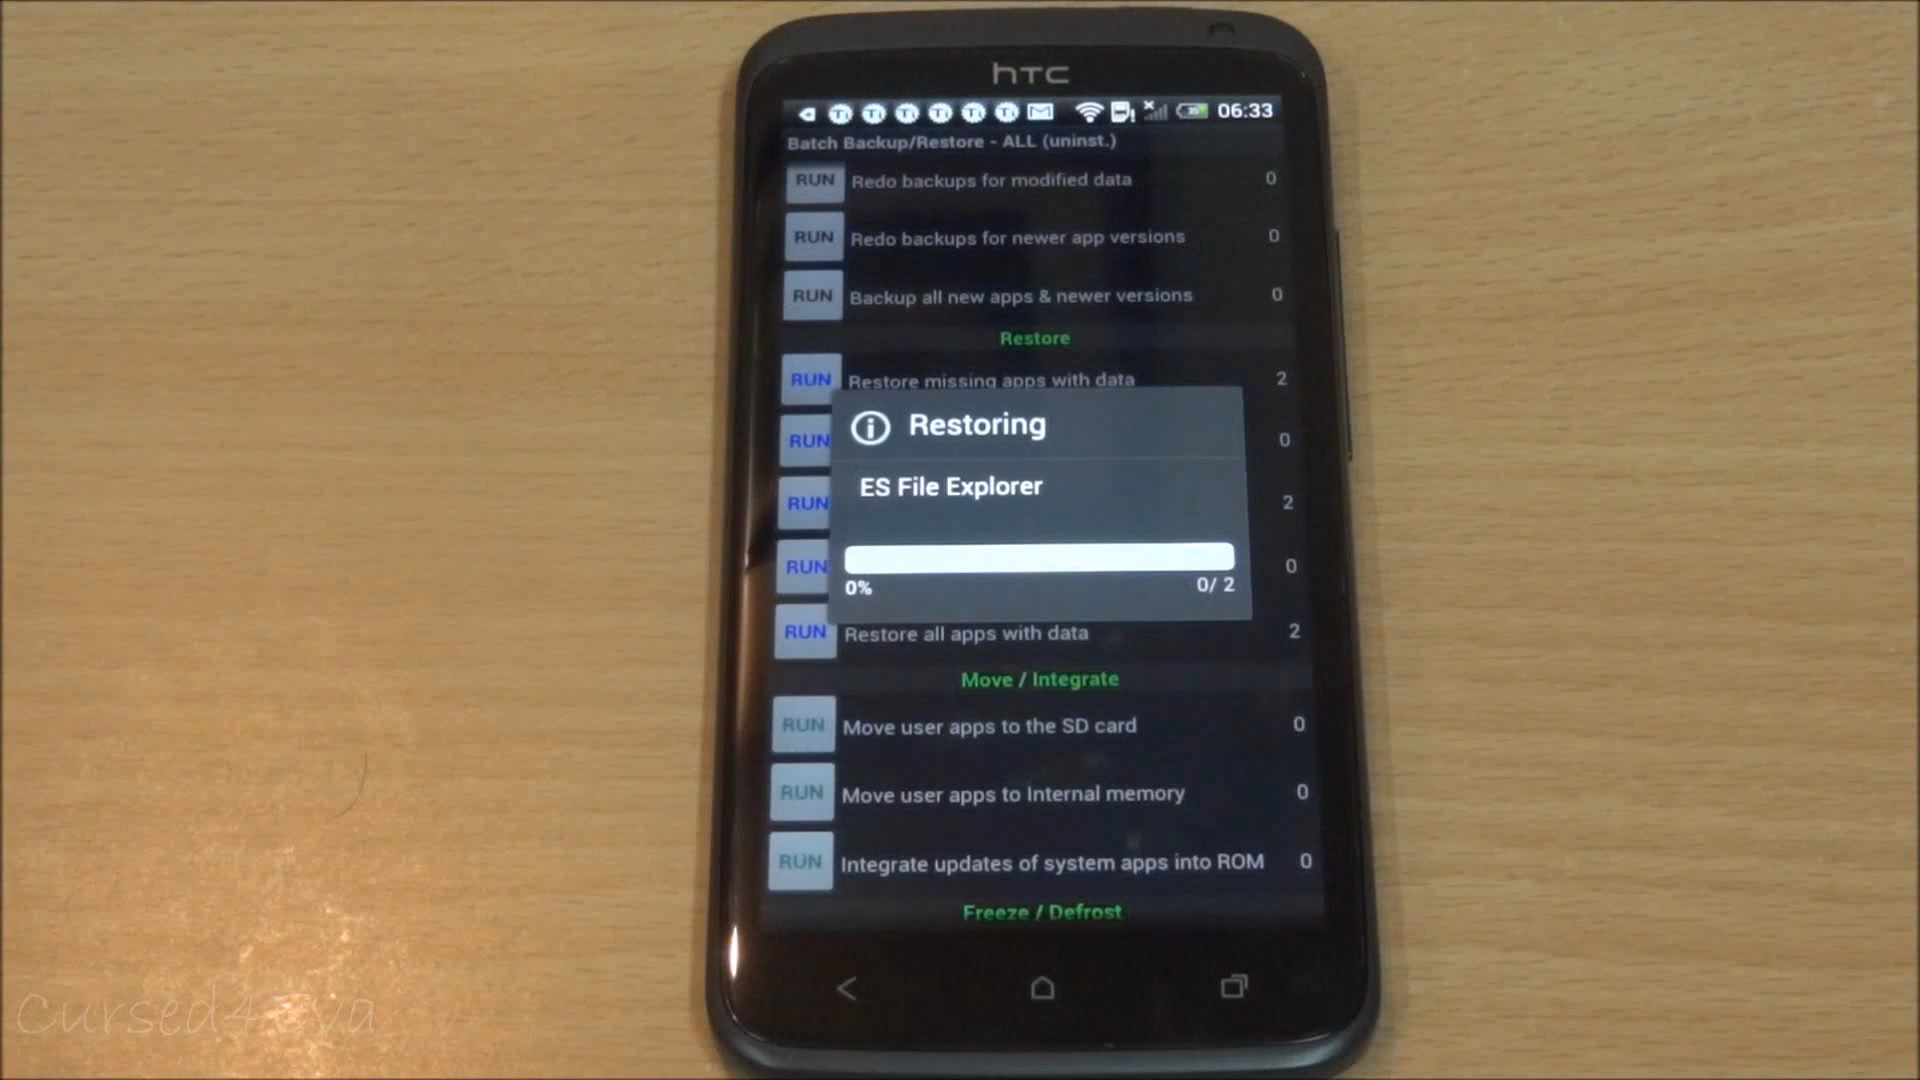 hTC
06:33
Batch Backup/Restore - ALL (uninst.)
RUN Redo backups for modified data 0
RUN Redo backups for newer app versions 0
RUN Backup all new apps & newer versions 0
Restore
RUN Restore missing apps with data 2
Restoring
RUN 0
ES File Explorer
RUN 2
RUN 0
0% 0/ 2
RUN Restore all apps with data 2
Move / Integrate
RUN Move user apps to the SD card 0
RUN Move user apps to Internal memory 0
RUN Integrate updates of system apps into ROM 0
Freeze / Defrost
Cursed4Eva